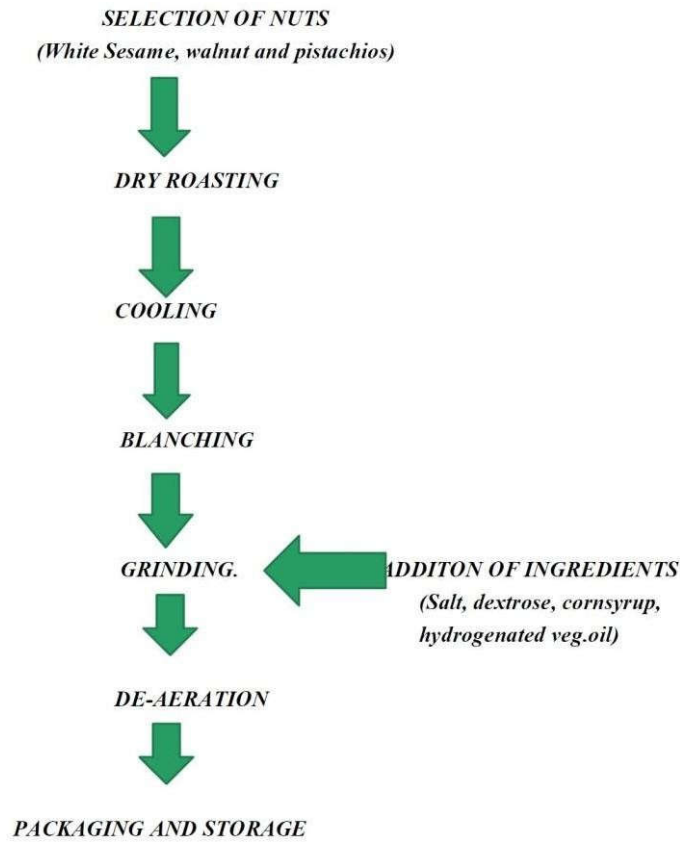 SELECTION OF NUTS
(White Sesame, walnut and pistachios)
DRY ROASTING
COOLING
BLANCHING
GRINDING.
ADDITON OF INGREDIENTS
(Salt, dextrose, cornsyrup,
hydrogenated veg.oil)
DE-AERATION
PACKAGING AND STORAGE